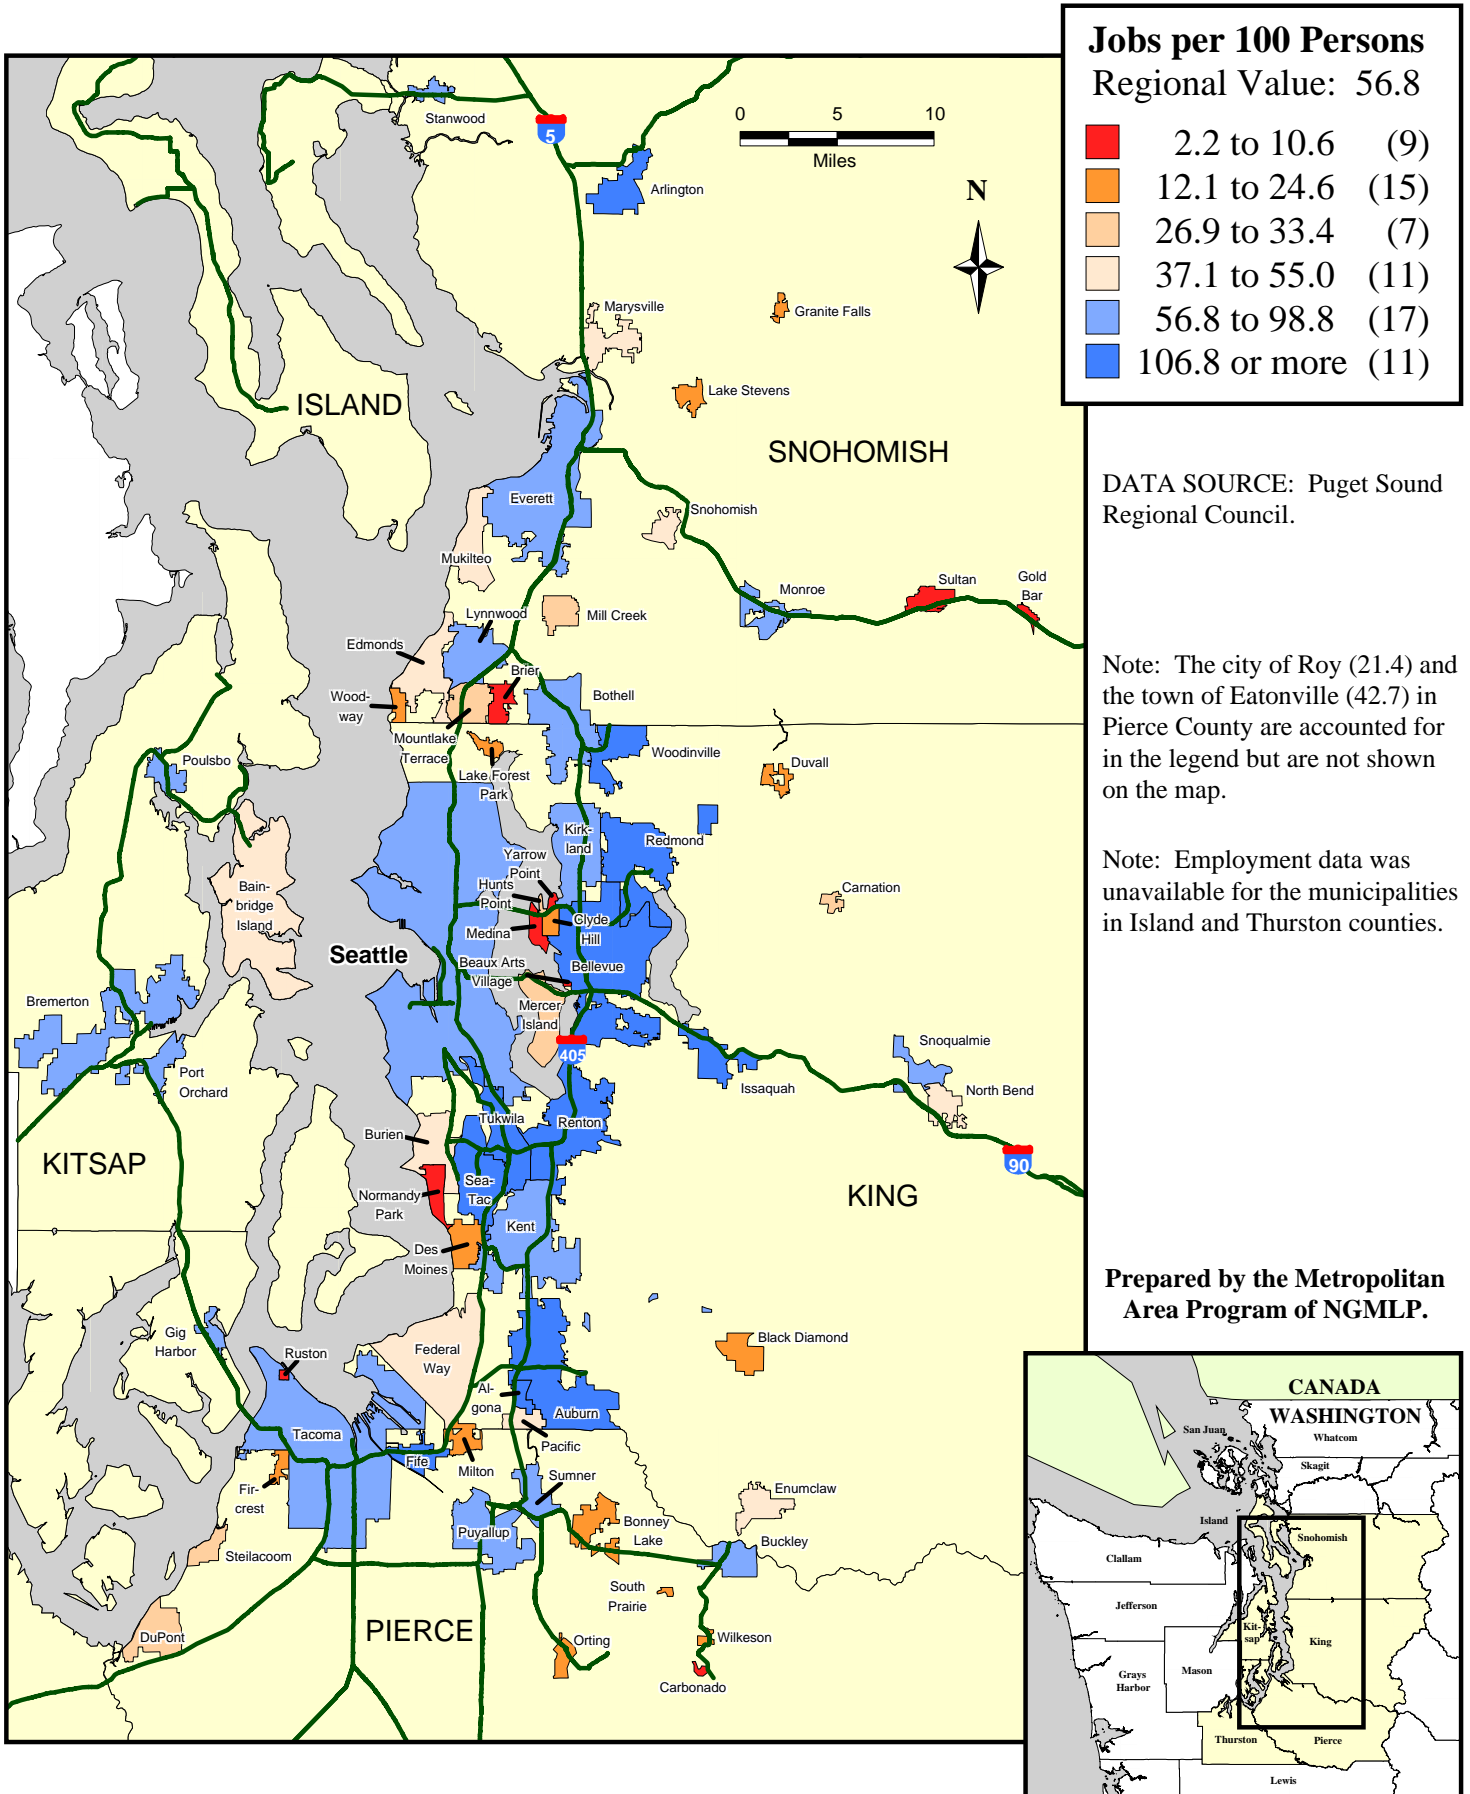 Jobs per 100 Persons
Regional Value: 56.8
2.2 to 10.6 (9)
12.1 to 24.6 (15)
26.9 to 33.4 (7)
37.1 to 55.0 (11)
56.8 to 98.8 (17)
106.8 or more (11)
0 5 10
Miles
N
Stanwood
5
Arlington
Marysville
Granite Falls
Lake Stevens
ISLAND
SNOHOMISH
Everett
Snohomish
Mukilteo
Monroe
Sultan
Gold
Bar
Lynnwood
Mill Creek
Edmonds
Brier
Wood-
way
Bothell
Mountlake
Terrace
Woodinville
Poulsbo
Lake Forest
Park
Duvall
Kirk-
land
Redmond
Yarrow
Point
Hunts
Point
Bain-
bridge
Island
Carnation
Clyde
Hill
Medina
Seattle
Beaux Arts
Village
Bellevue
Bremerton
Mercer
Island
405
Snoqualmie
Port
Orchard
Issaquah
North Bend
Tukwila
Renton
Burien
KITSAP
90
Sea-
Tac
Normandy
Park
KING
Kent
Des
Moines
Gig
Harbor
Ruston
Federal
Way
Black Diamond
Al-
gona
Auburn
Tacoma
Pacific
Fife
Milton
Sumner
Fir-
crest
Enumclaw
Bonney
Lake
Puyallup
Buckley
Steilacoom
South
Prairie
PIERCE
DuPont
Orting
Wilkeson
Carbonado
DATA SOURCE: Puget Sound
Regional Council.
Note: The city of Roy (21.4) and
the town of Eatonville (42.7) in
Pierce County are accounted for
in the legend but are not shown
on the map.
Note: Employment data was
unavailable for the municipalities
in Island and Thurston counties.
Prepared by the Metropolitan
Area Program of NGMLP.
CANADA
WASHINGTON
San Juan
Whatcom
Skagit
Island
Snohomish
Clallam
Jefferson
Kit-
sap
King
Mason
Grays
Harbor
Thurston
Pierce
Lewis